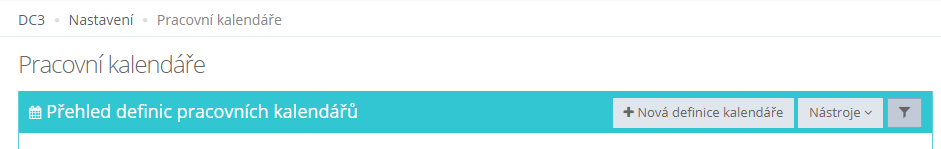 DC3 Nastavení Pracovní kalendáře
Pracovní kalendáře
Přehled definic pracovních kalendářů Nová definice kalendáře Nástroje